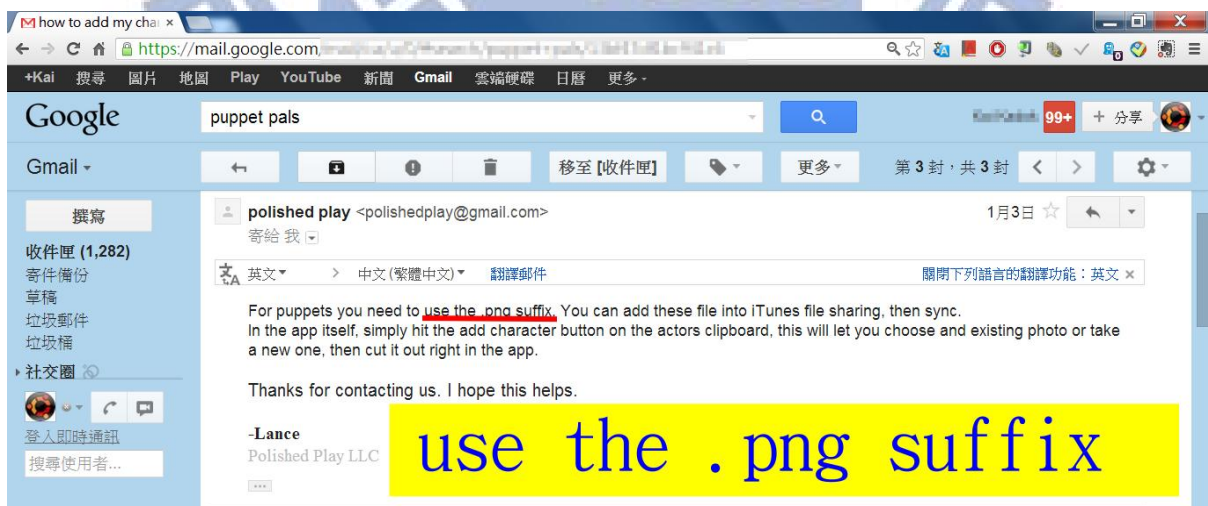 how to add my cha
https://mail.google.com
+Kai 搜尋 圖片 地圖 Play YouTube 新聞 Gmail 雲端硬碟 日曆 更多
Google puppet pals 99+ + 分享
Gmail 移至 [收件匣] 更多 第 3 封，共 3 封
撰寫
收件匣 (1,282)
寄件備份
草稿
垃圾郵件
垃圾桶
社交圈
登入即時通訊
搜尋使用者...
polished play <polishedplay@gmail.com> 1月3日
寄給 我
英文 > 中文 (繁體中文) 翻譯郵件 關閉下列語言的翻譯功能：英文 ×
For puppets you need to use the .png suffix. You can add these file into iTunes file sharing, then sync.
In the app itself, simply hit the add character button on the actors clipboard, this will let you choose and existing photo or take
a new one, then cut it out right in the app.
Thanks for contacting us. I hope this helps.
-Lance
Polished Play LLC
use the .png suffix